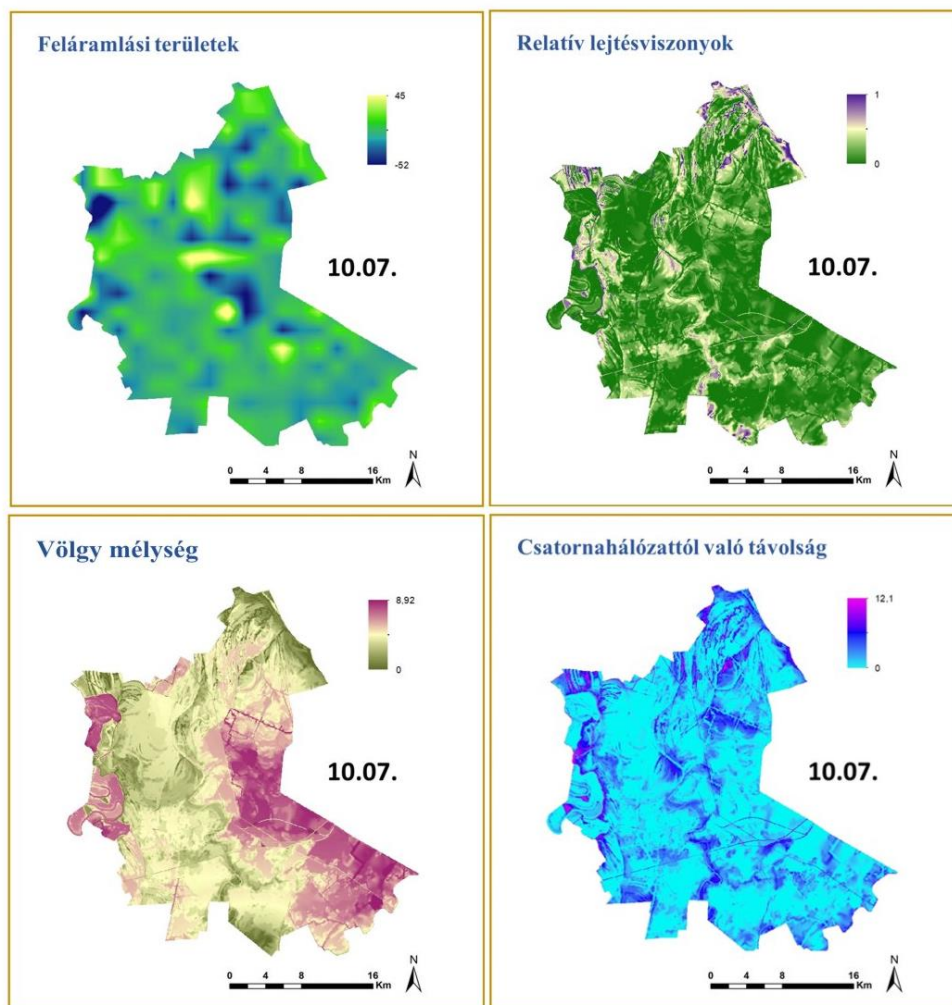 Feláramlási területek
45
-52
10.07.
N
0 4 8 16
Km
Relatív lejtésviszonyok
1
0
10.07.
N
0 4 8 16
Km
Völgy mélység
8,92
0
10.07.
N
0 4 8 16
Km
Csatornahálózattól való távolság
12,1
0
10.07.
N
0 4 8 16
Km